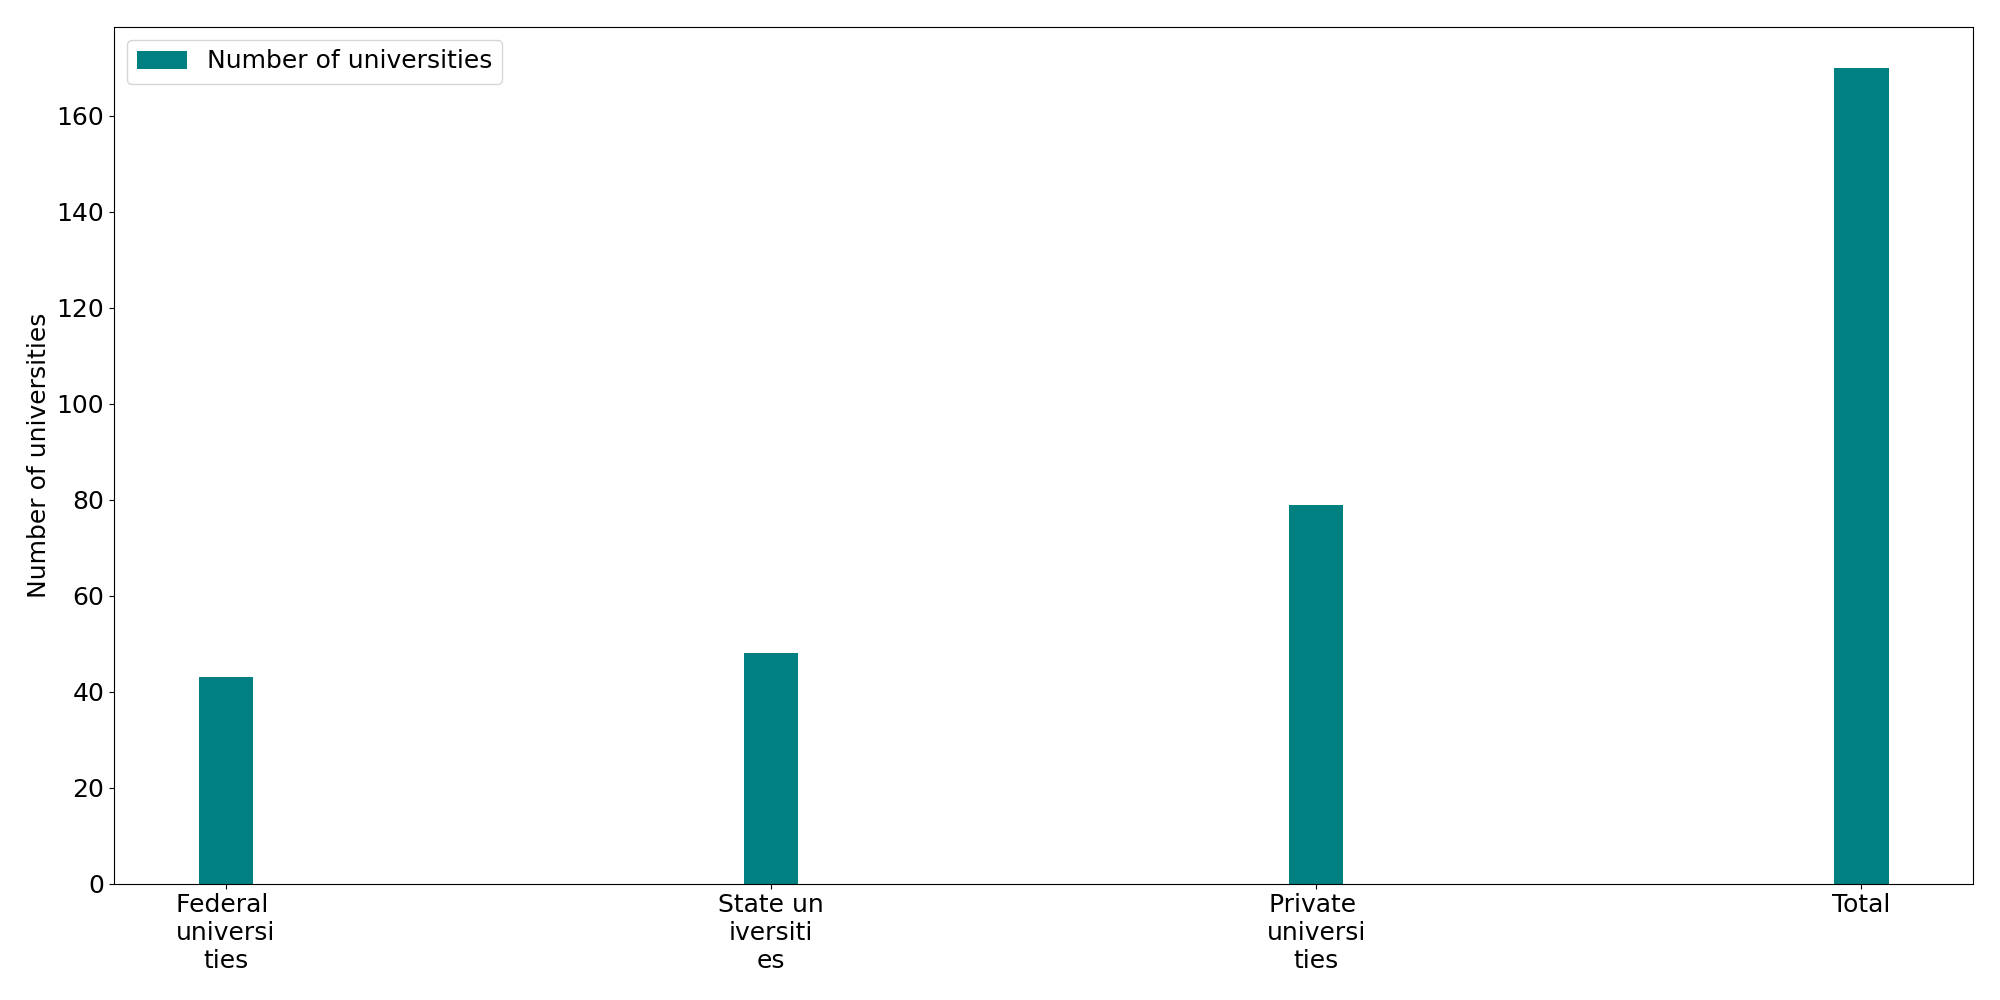 Number of universities
160
140
120
100
80
60
40
20
0
Number of universities
Federal
universi
ties
State un
iversiti
es
Private
universi
ties
Total